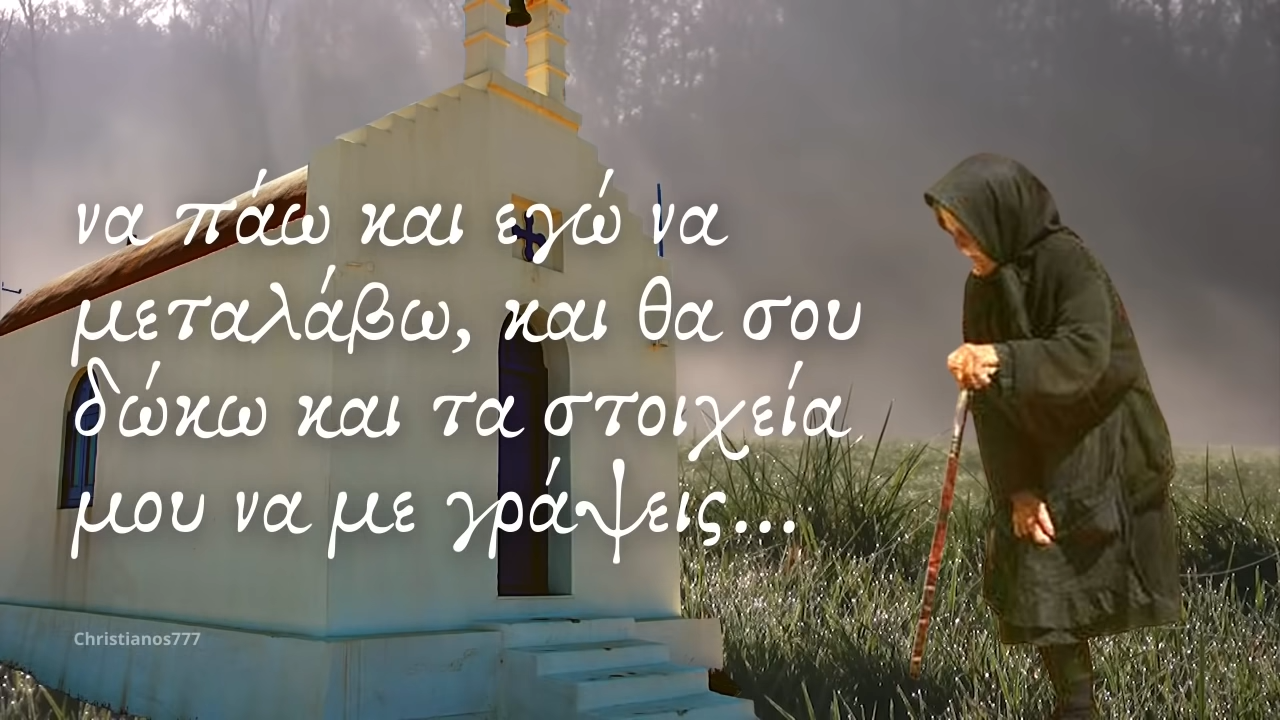 να πάω και εγώ να
μεταλάβω, και θα σου
δώκω και τα στοιχεία
μου να με γράψεις...
Christianos777